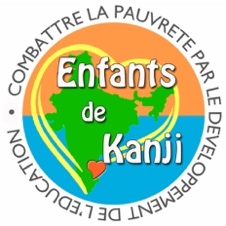 • COMBATTRE LA PAUVRETE PAR LE DEVELOPPEMENT DE L'EDUCATION
Enfants
de
Kanji